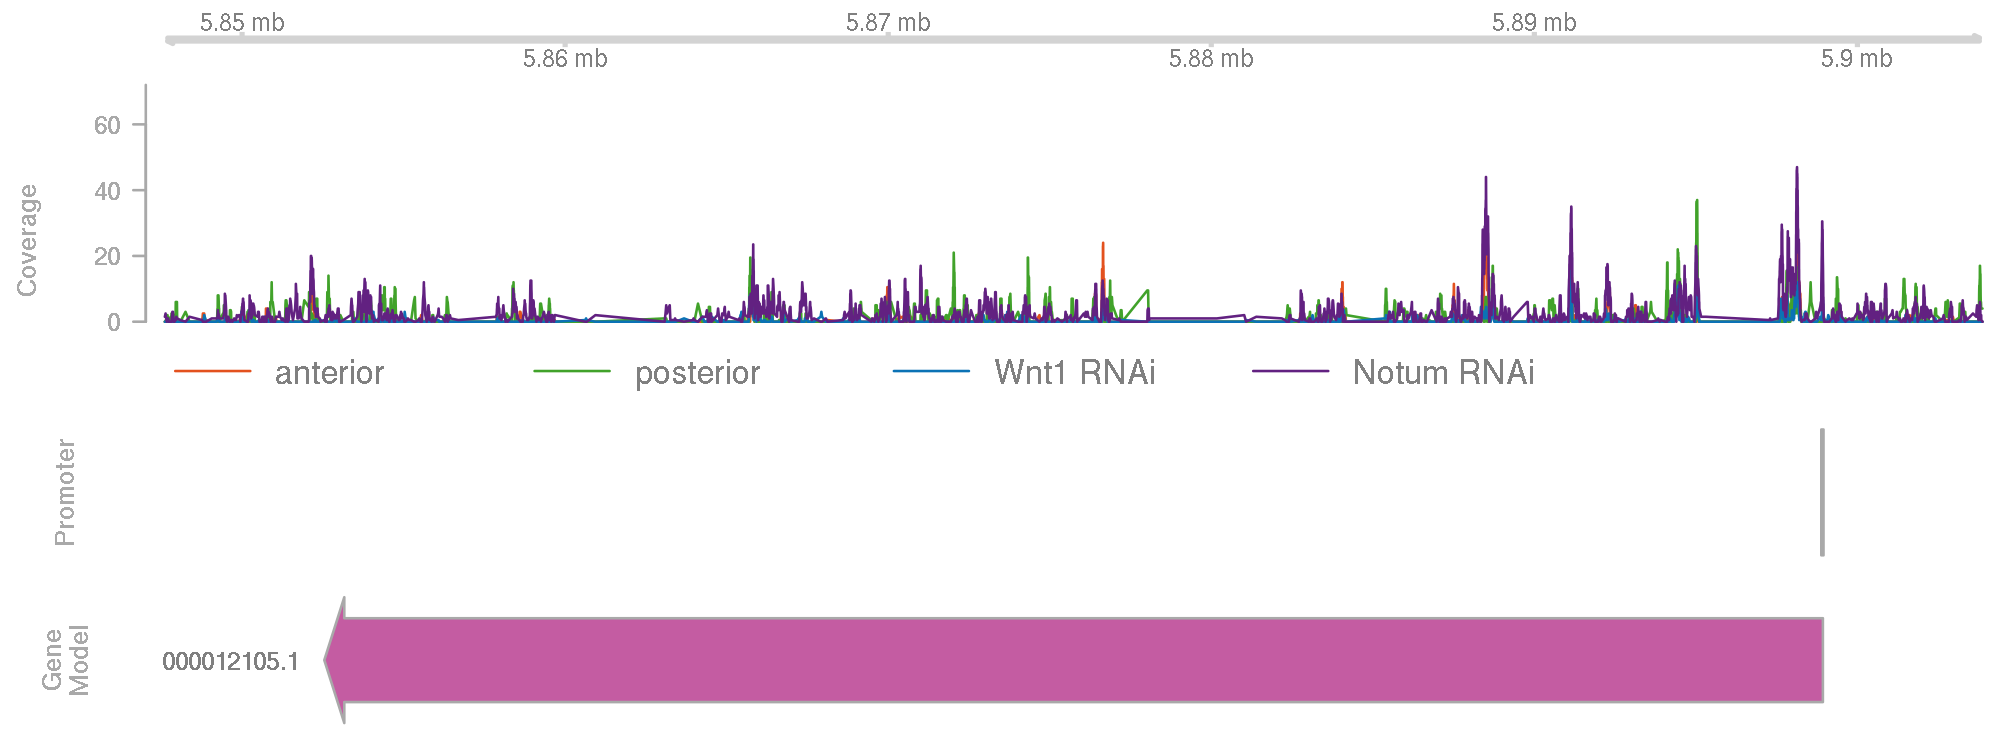 5.85 mb 5.87 mb 5.89 mb
5.86 mb 5.88 mb 5.9 mb
Coverage
60
40
20
0
anterior posterior Wnt1 RNAi Notum RNAi
Promoter
Gene
Model
000012105.1